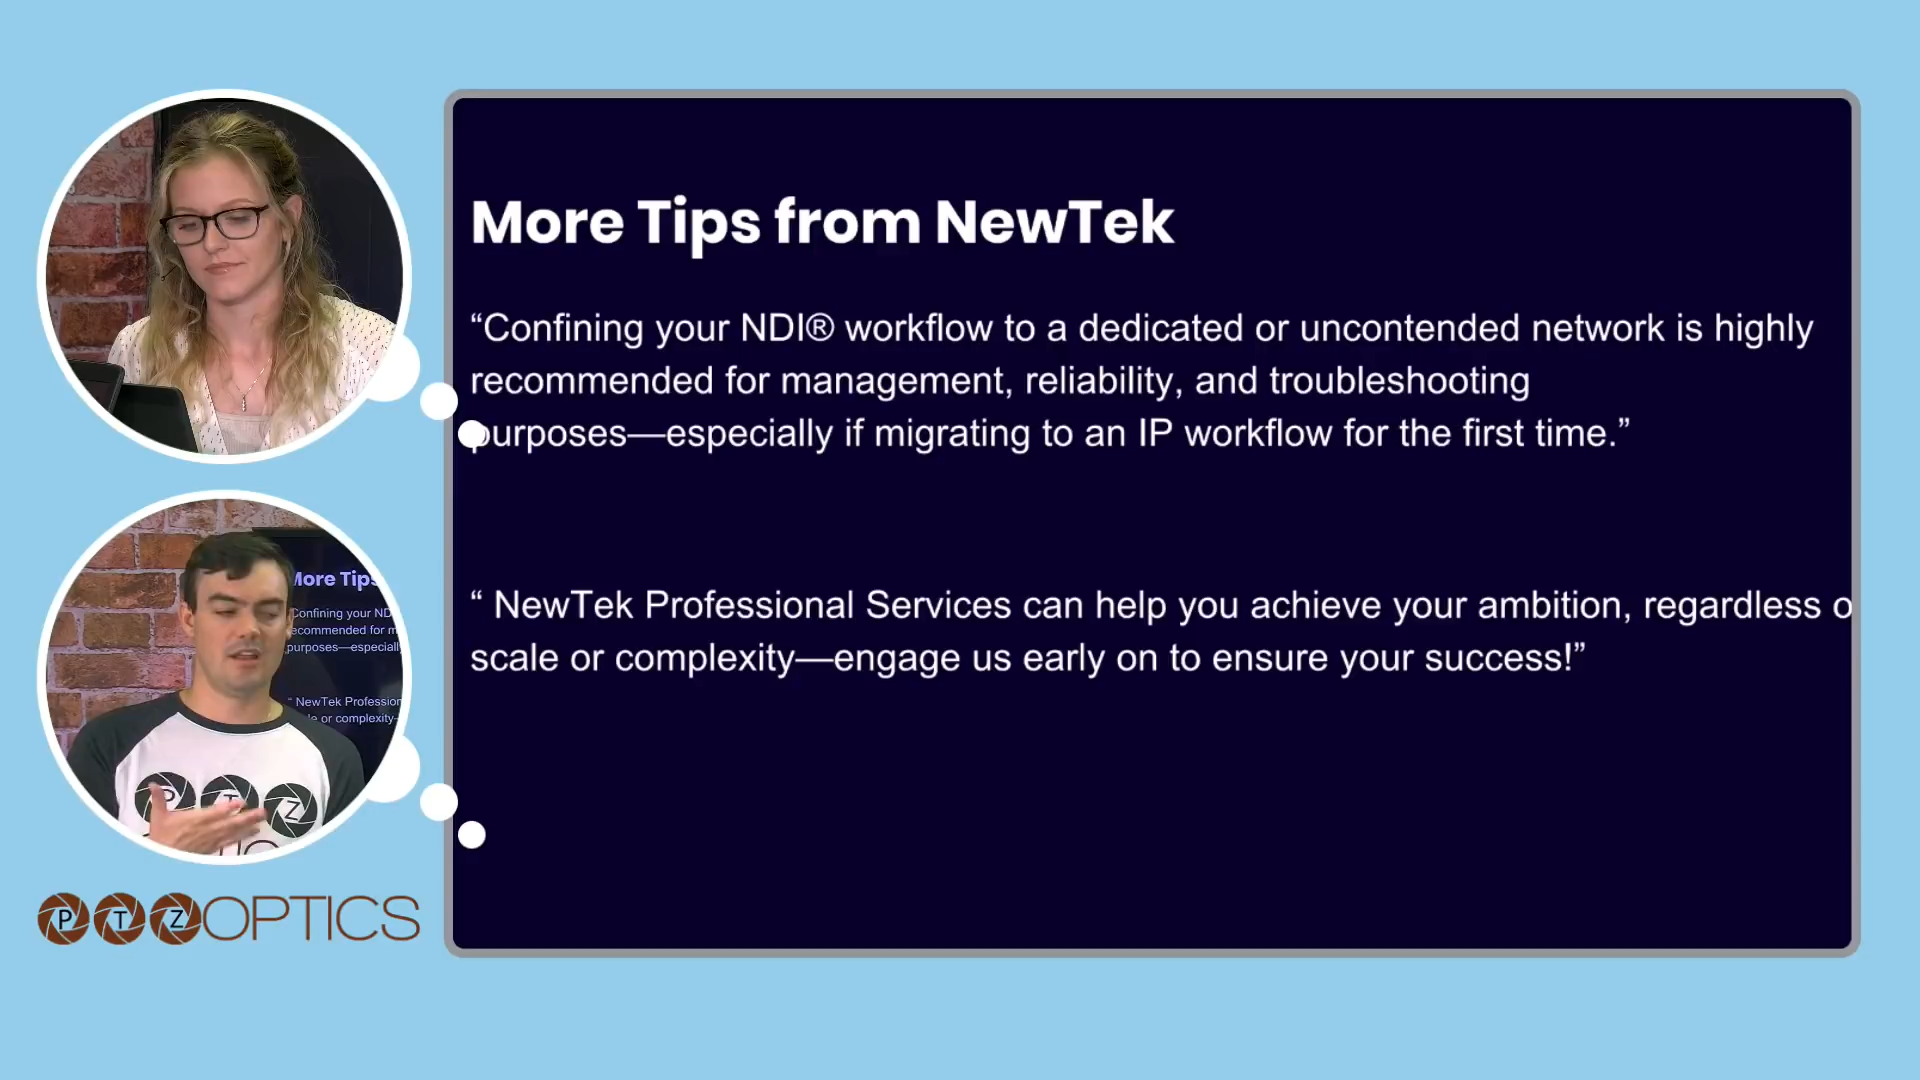 More Tips from NewTek
“Confining your NDI® workflow to a dedicated or uncontended network is highly
recommended for management, reliability, and troubleshooting
purposes—especially if migrating to an IP workflow for the first time.”
“ NewTek Professional Services can help you achieve your ambition, regardless o
scale or complexity—engage us early on to ensure your success!”
More Tips
Confining your ND
ecommended for m
purposes—especiall
“ NewTek Profession
le or complexity—
P T Z
PTZOPTICS